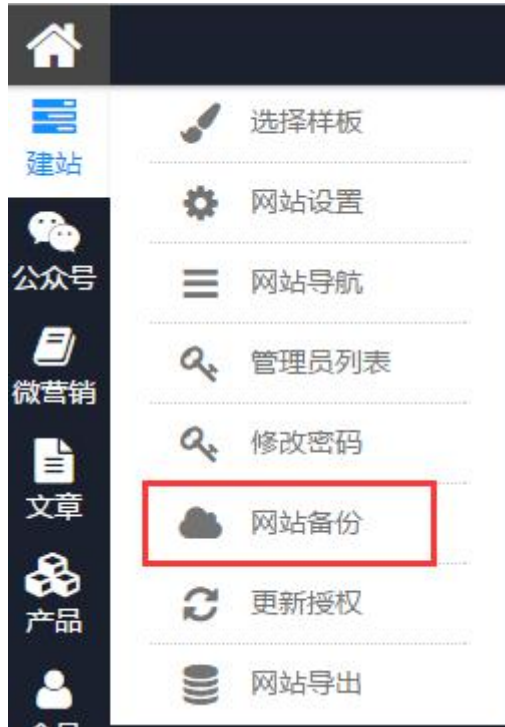 建站
公众号
微营销
文章
产品
选择样板
网站设置
网站导航
管理员列表
修改密码
网站备份
更新授权
网站导出